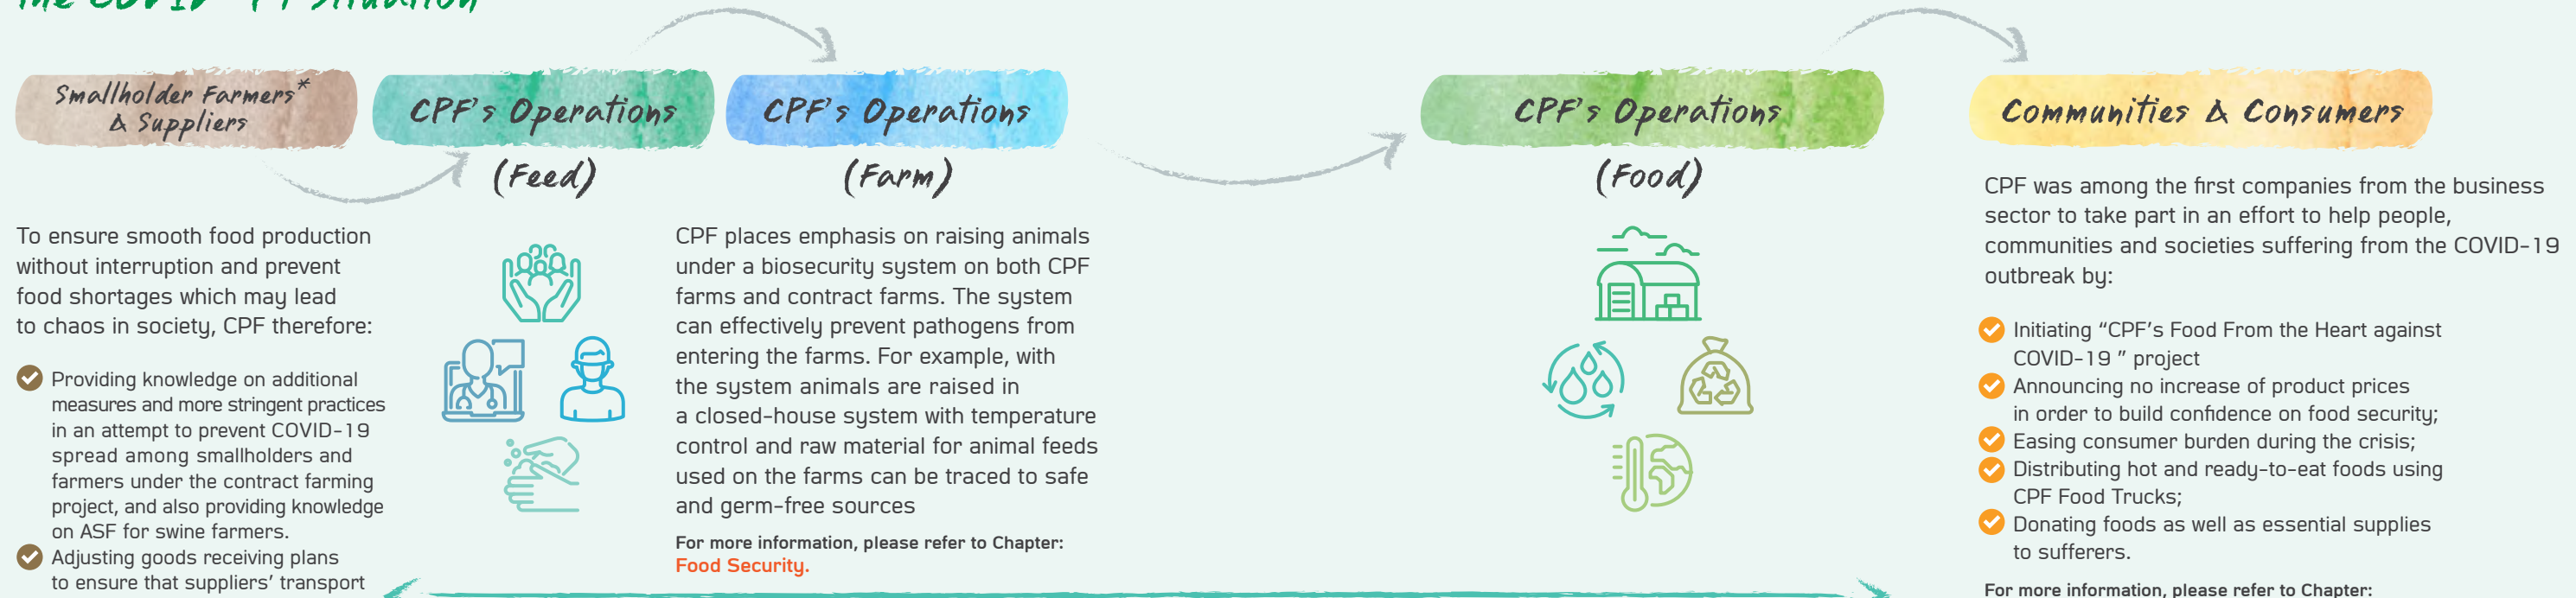 the COVID-19 situation
Smallholder Farmers*
& Suppliers
CPF's Operations
(Feed)
CPF's Operations
(Farm)
CPF's Operations
(Food)
Communities & Consumers
To ensure smooth food production
without interruption and prevent
food shortages which may lead
to chaos in society, CPF therefore:
Providing knowledge on additional
measures and more stringent practices
in an attempt to prevent COVID-19
spread among smallholders and
farmers under the contract farming
project, and also providing knowledge
on ASF for swine farmers.
Adjusting goods receiving plans
to ensure that suppliers' transport
CPF places emphasis on raising animals
under a biosecurity system on both CPF
farms and contract farms. The system
can effectively prevent pathogens from
entering the farms. For example, with
the system animals are raised in
a closed-house system with temperature
control and raw material for animal feeds
used on the farms can be traced to safe
and germ-free sources
For more information, please refer to Chapter:
Food Security.
CPF was among the first companies from the business
sector to take part in an effort to help people,
communities and societies suffering from the COVID-19
outbreak by:
Initiating “CPF's Food From the Heart against
COVID-19 ” project
Announcing no increase of product prices
in order to build confidence on food security;
Easing consumer burden during the crisis;
Distributing hot and ready-to-eat foods using
CPF Food Trucks;
Donating foods as well as essential supplies
to sufferers.
For more information, please refer to Chapter: